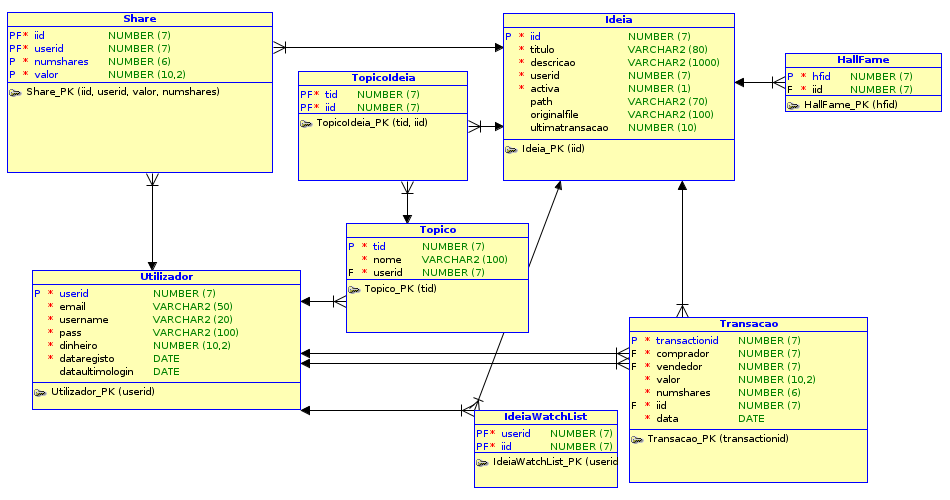 Share
PF* iid NUMBER (7)
PF* userid NUMBER (7)
P * numshares NUMBER (6)
P * valor NUMBER (10,2)
Share_PK (iid, userid, valor, numshares)
TopicoIdeia
PF* tid NUMBER (7)
PF* iid NUMBER (7)
TopicoIdeia_PK (tid, iid)
Ideia
P * iid NUMBER (7)
* titulo VARCHAR2 (80)
* descricao VARCHAR2 (1000)
* userid NUMBER (7)
* activa NUMBER (1)
path VARCHAR2 (70)
originalfile VARCHAR2 (100)
ultimatransacao NUMBER (10)
Ideia_PK (iid)
HallFame
P * hfid NUMBER (7)
F * iid NUMBER (7)
HallFame_PK (hfid)
Topico
P * tid NUMBER (7)
* nome VARCHAR2 (100)
F * userid NUMBER (7)
Topico_PK (tid)
Utilizador
P * userid NUMBER (7)
* email VARCHAR2 (50)
* username VARCHAR2 (20)
* pass VARCHAR2 (100)
* dinheiro NUMBER (10,2)
* dataregisto DATE
dataultimologin DATE
Utilizador_PK (userid)
Transacao
P * transactionid NUMBER (7)
F * comprador NUMBER (7)
F * vendedor NUMBER (7)
* valor NUMBER (10,2)
* numshares NUMBER (6)
F * iid NUMBER (7)
* data DATE
Transacao_PK (transactionid)
IdeiaWatchList
PF* userid NUMBER (7)
PF* iid NUMBER (7)
IdeiaWatchList_PK (userid